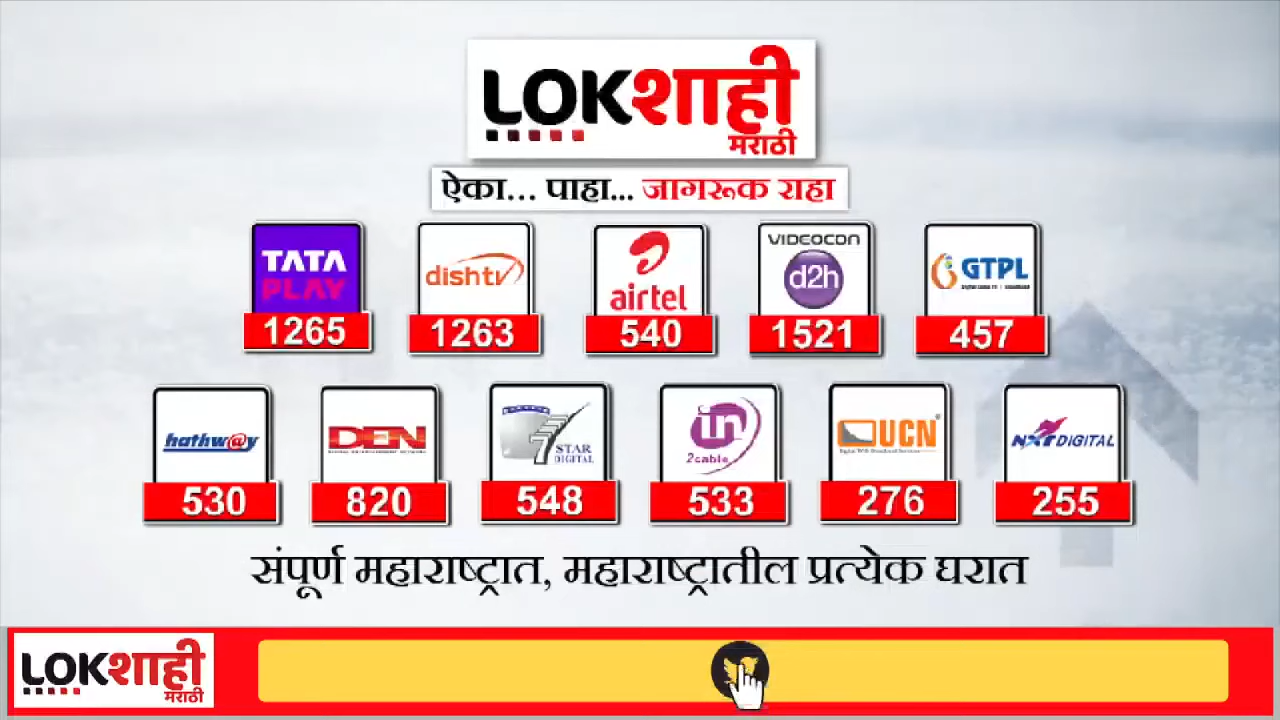 LOKशाही
मराठी
ऐका... पाहा... जागरूक राहा
TATA PLAY
1265
dishtv
1263
airtel
540
VIDEOCON
d2h
1521
GTPL
457
hathw@y
530
DEN
820
7 STAR DIGITAL
548
in 2cable
533
UCN
276
NXT DIGITAL
255
संपूर्ण महाराष्ट्रात, महाराष्ट्रातील प्रत्येक घरात
LOKशाही
मराठी